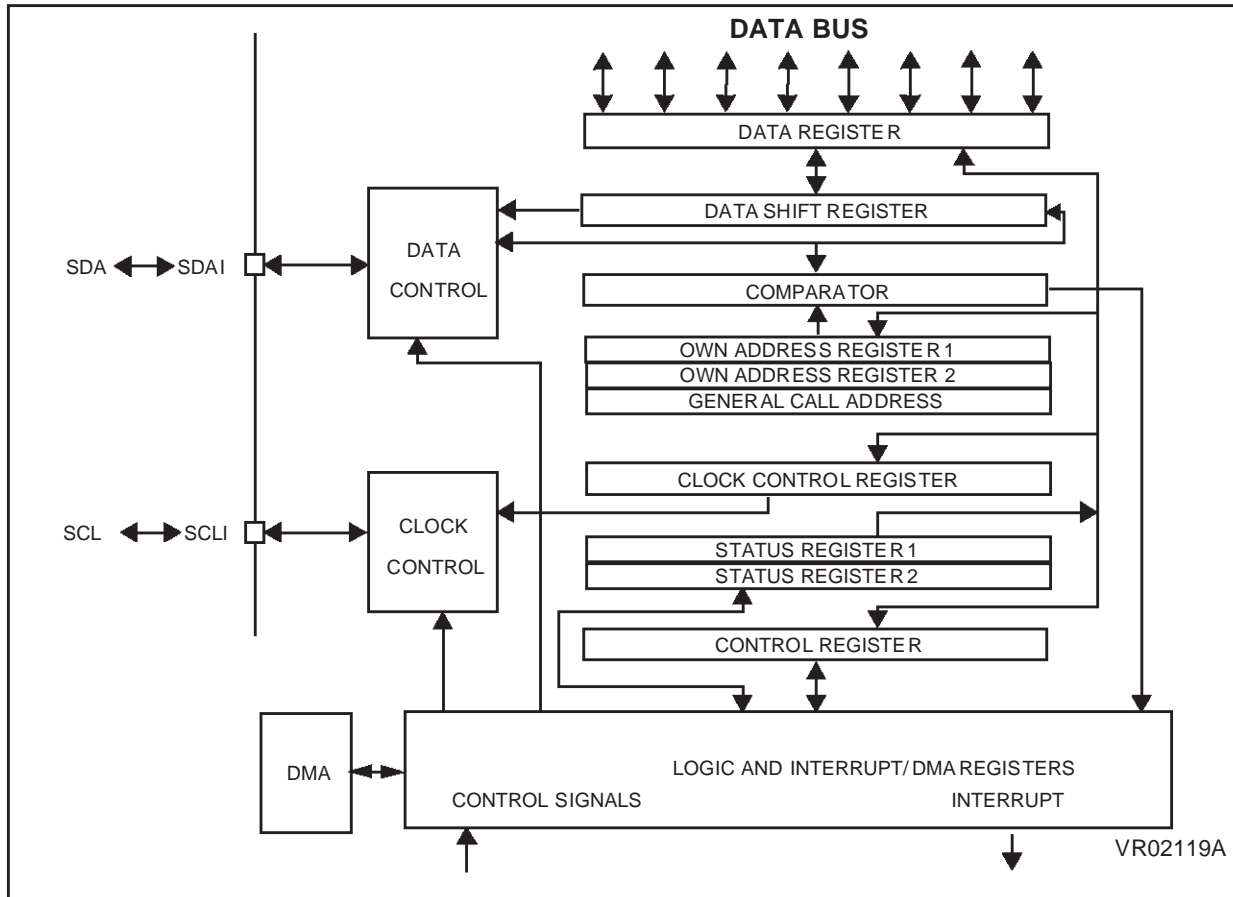 DATA BUS
DATA REGISTER
DATA SHIFT REGISTER
DATA
CONTROL
SDA
SDAI
COMPARATOR
OWN ADDRESS REGISTER 1
OWN ADDRESS REGISTER 2
GENERAL CALL ADDRESS
CLOCK CONTROL REGISTER
SCL
SCLI
CLOCK
CONTROL
STATUS REGISTER 1
STATUS REGISTER 2
CONTROL REGISTER
DMA
LOGIC AND INTERRUPT/DMA REGISTERS
CONTROL SIGNALS
INTERRUPT
VR02119A